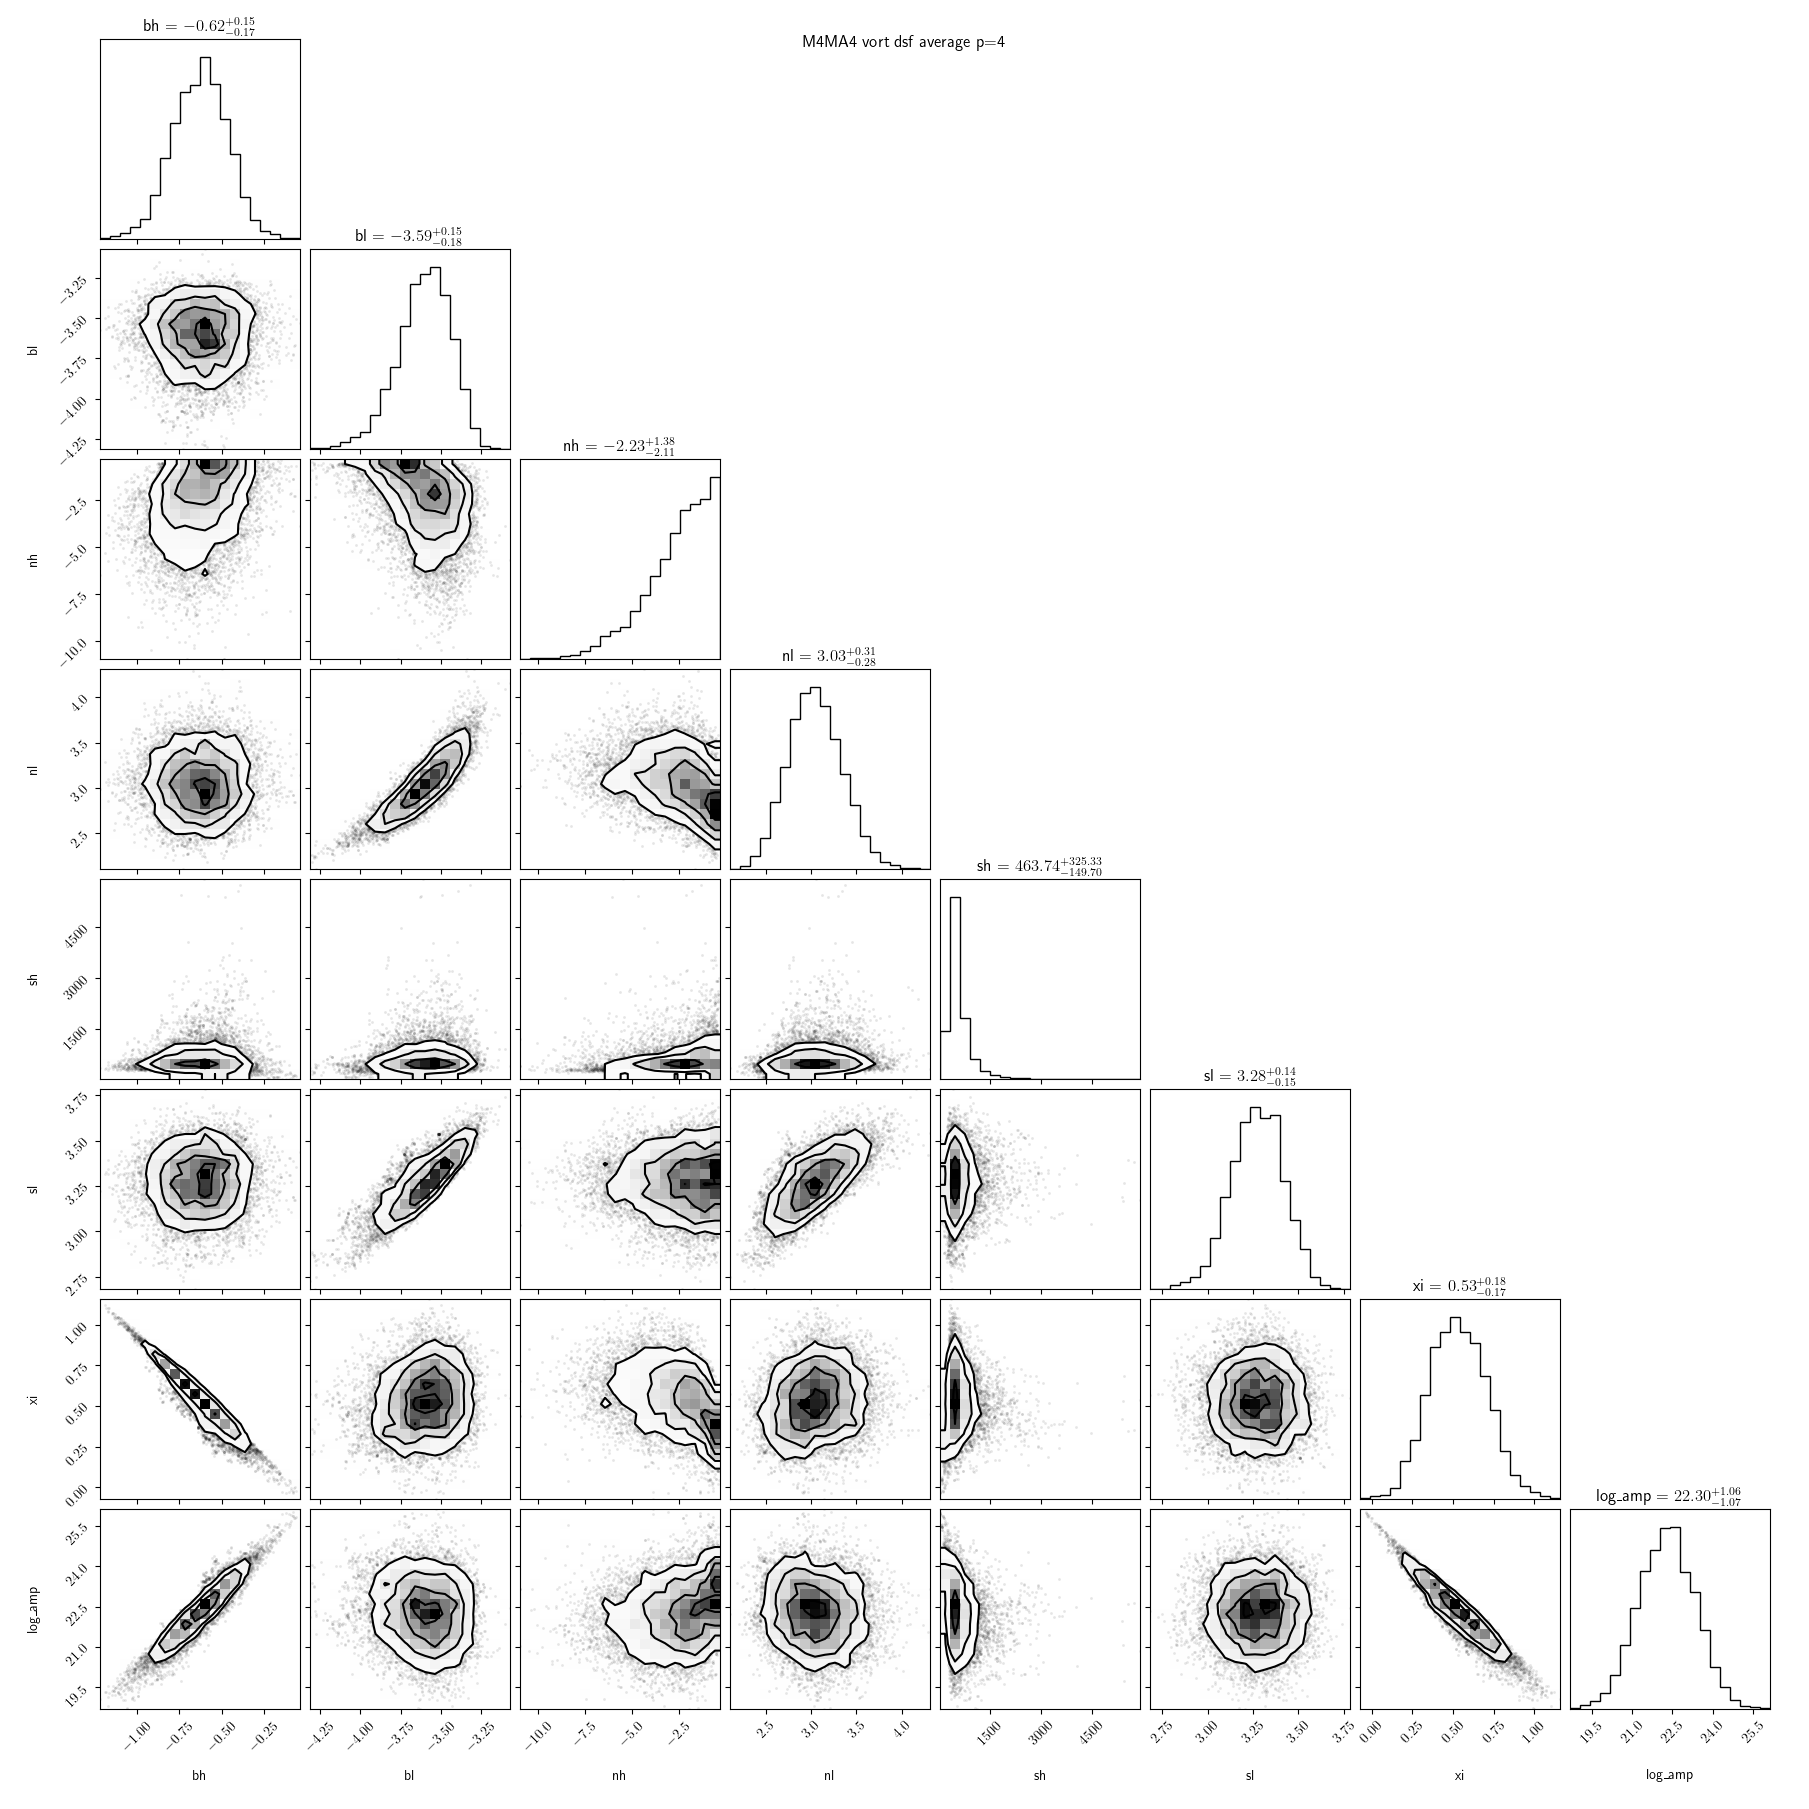 M4MA4 vort dsf average p=4
bh = −0.62+0.15 −0.17
bl = −3.59+0.15 −0.18
−3.25
−3.50
−3.75
−4.00
−4.25
bl
nh = −2.23+1.38 −2.11
−2.5
−5.0
−7.5
−10.0
nh
nl = 3.03+0.31 −0.28
4.0
3.5
3.0
2.5
nl
sh = 463.74+325.33 −149.70
4500
3000
1500
sh
sl = 3.28+0.14 −0.15
3.75
3.50
3.25
3.00
2.75
sl
xi = 0.53+0.18 −0.17
1.00
0.75
0.50
0.25
0.00
xi
log_amp = 22.30+1.06 −1.07
25.5
24.0
22.5
21.0
19.5
log_amp
−1.00 −0.75 −0.50 −0.25
−4.25 −4.00 −3.75 −3.50 −3.25
−10.0 −7.5 −5.0 −2.5
2.5 3.0 3.5 4.0
1500 3000 4500
2.75 3.00 3.25 3.50 3.75
0.00 0.25 0.50 0.75 1.00
19.5 21.0 22.5 24.0 25.5
bh bl nh nl sh sl xi log_amp